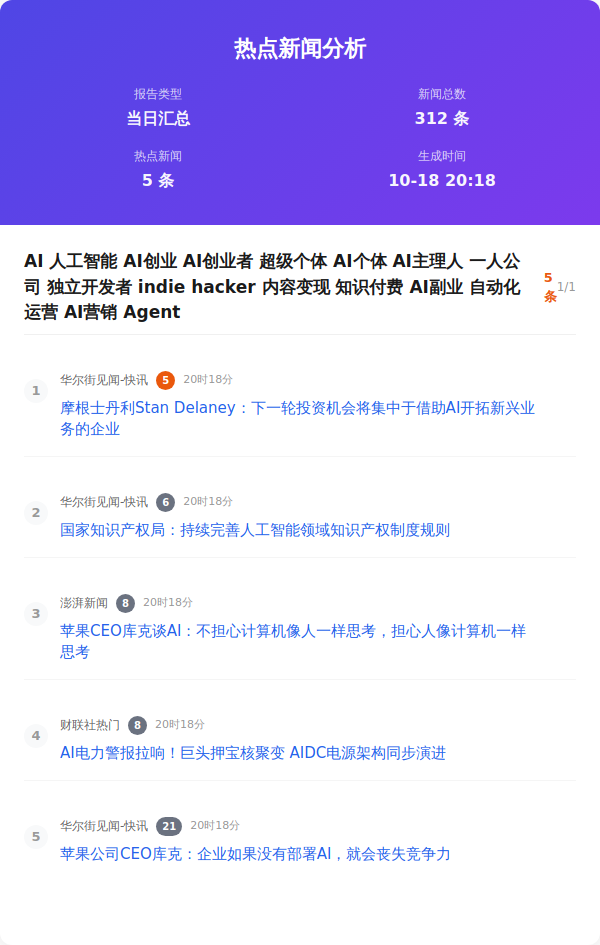 热点新闻分析
报告类型
当日汇总
新闻总数
312 条
热点新闻
5 条
生成时间
10-18 20:18
AI 人工智能 AI创业 AI创业者 超级个体 AI个体 AI主理人 一人公
司 独立开发者 indie hacker 内容变现 知识付费 AI副业 自动化
运营 AI营销 Agent
5
条
1/1
1
华尔街见闻-快讯 5 20时18分
摩根士丹利Stan Delaney：下一轮投资机会将集中于借助AI开拓新兴业
务的企业
2
华尔街见闻-快讯 6 20时18分
国家知识产权局：持续完善人工智能领域知识产权制度规则
3
澎湃新闻 8 20时18分
苹果CEO库克谈AI：不担心计算机像人一样思考，担心人像计算机一样
思考
4
财联社热门 8 20时18分
AI电力警报拉响！巨头押宝核聚变 AIDC电源架构同步演进
5
华尔街见闻-快讯 21 20时18分
苹果公司CEO库克：企业如果没有部署AI，就会丧失竞争力